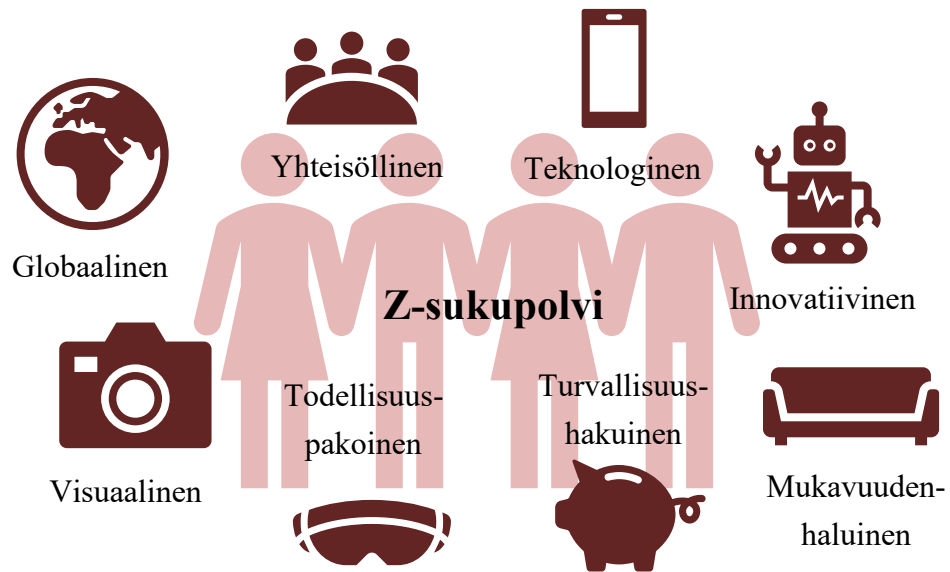 Yhteisöllinen
Teknologinen
Globaalinen
Innovatiivinen
Z-sukupolvi
Todellisuus-
pakoinen
Turvallisuus-
hakuinen
Visuaalinen
Mukavuuden-
haluinen